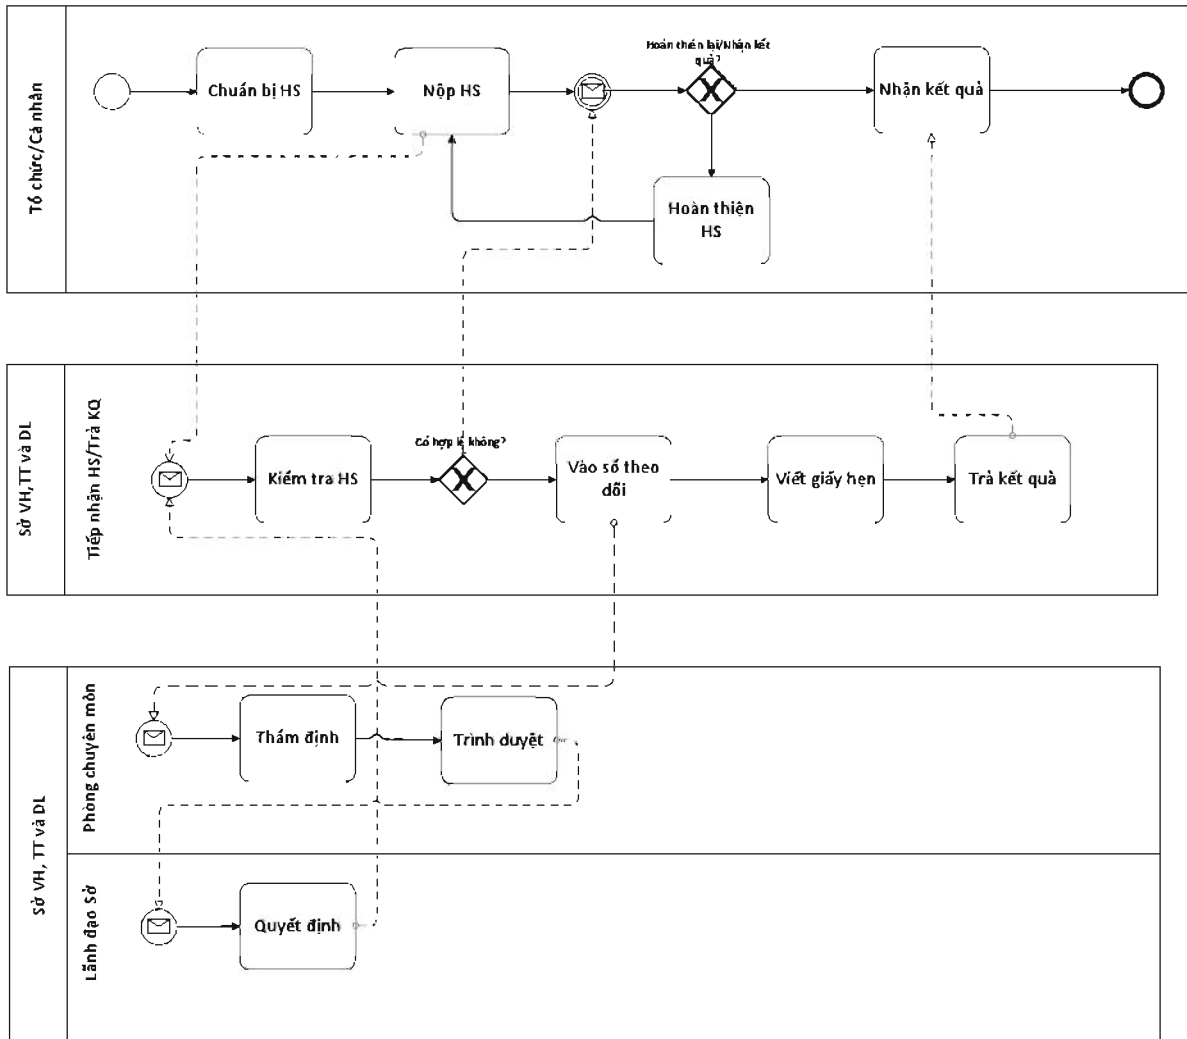 Tổ chức/Cá nhân
Chuẩn bị HS
Nộp HS
Hoàn thiện lại/Nhận kết
quả?
Nhận kết quả
Hoàn thiện
HS
Sở VH,TT và DL
Tiếp nhận HS/Trả KQ
Kiểm tra HS
Có hợp lệ không?
Vào sổ theo
dõi
Viết giấy hẹn
Trả kết quả
Sở VH, TT và DL
Phòng chuyên môn
Thẩm định
Trình duyệt
Lãnh đạo Sở
Quyết định